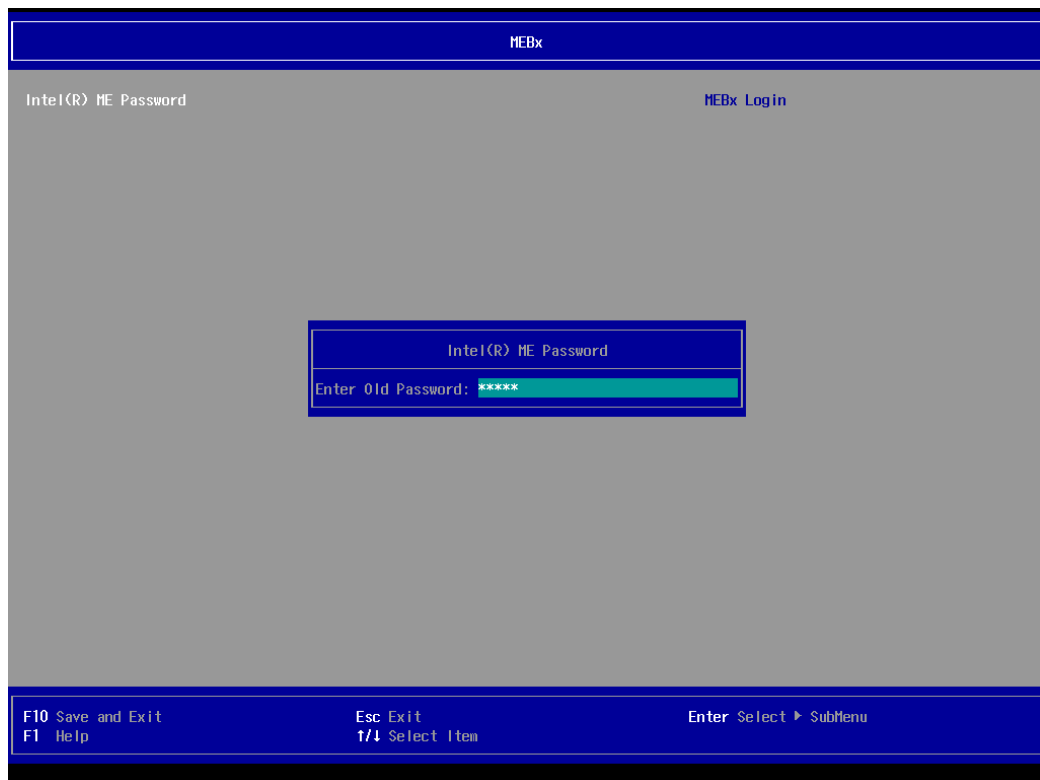 MEBx
Intel(R) ME Password
MEBx Login
Intel(R) ME Password
Enter Old Password: *****
F10 Save and Exit
Esc Exit
Enter Select ▶ SubMenu
F1 Help
↑/↓ Select Item